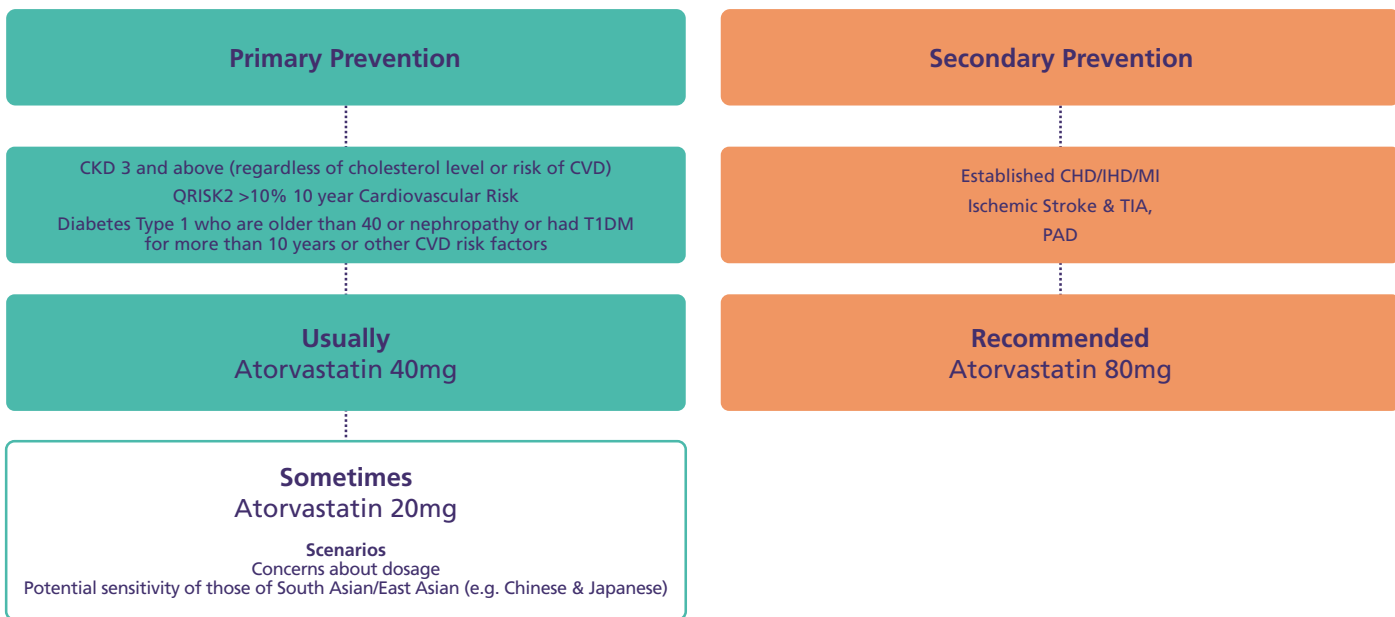 Primary Prevention
CKD 3 and above (regardless of cholesterol level or risk of CVD)
QRISK2 >10% 10 year Cardiovascular Risk
Diabetes Type 1 who are older than 40 or nephropathy or had T1DM
for more than 10 years or other CVD risk factors
Usually
Atorvastatin 40mg
Sometimes
Atorvastatin 20mg
Scenarios
Concerns about dosage
Potential sensitivity of those of South Asian/East Asian (e.g. Chinese & Japanese)
Secondary Prevention
Established CHD/IHD/MI
Ischemic Stroke & TIA,
PAD
Recommended
Atorvastatin 80mg